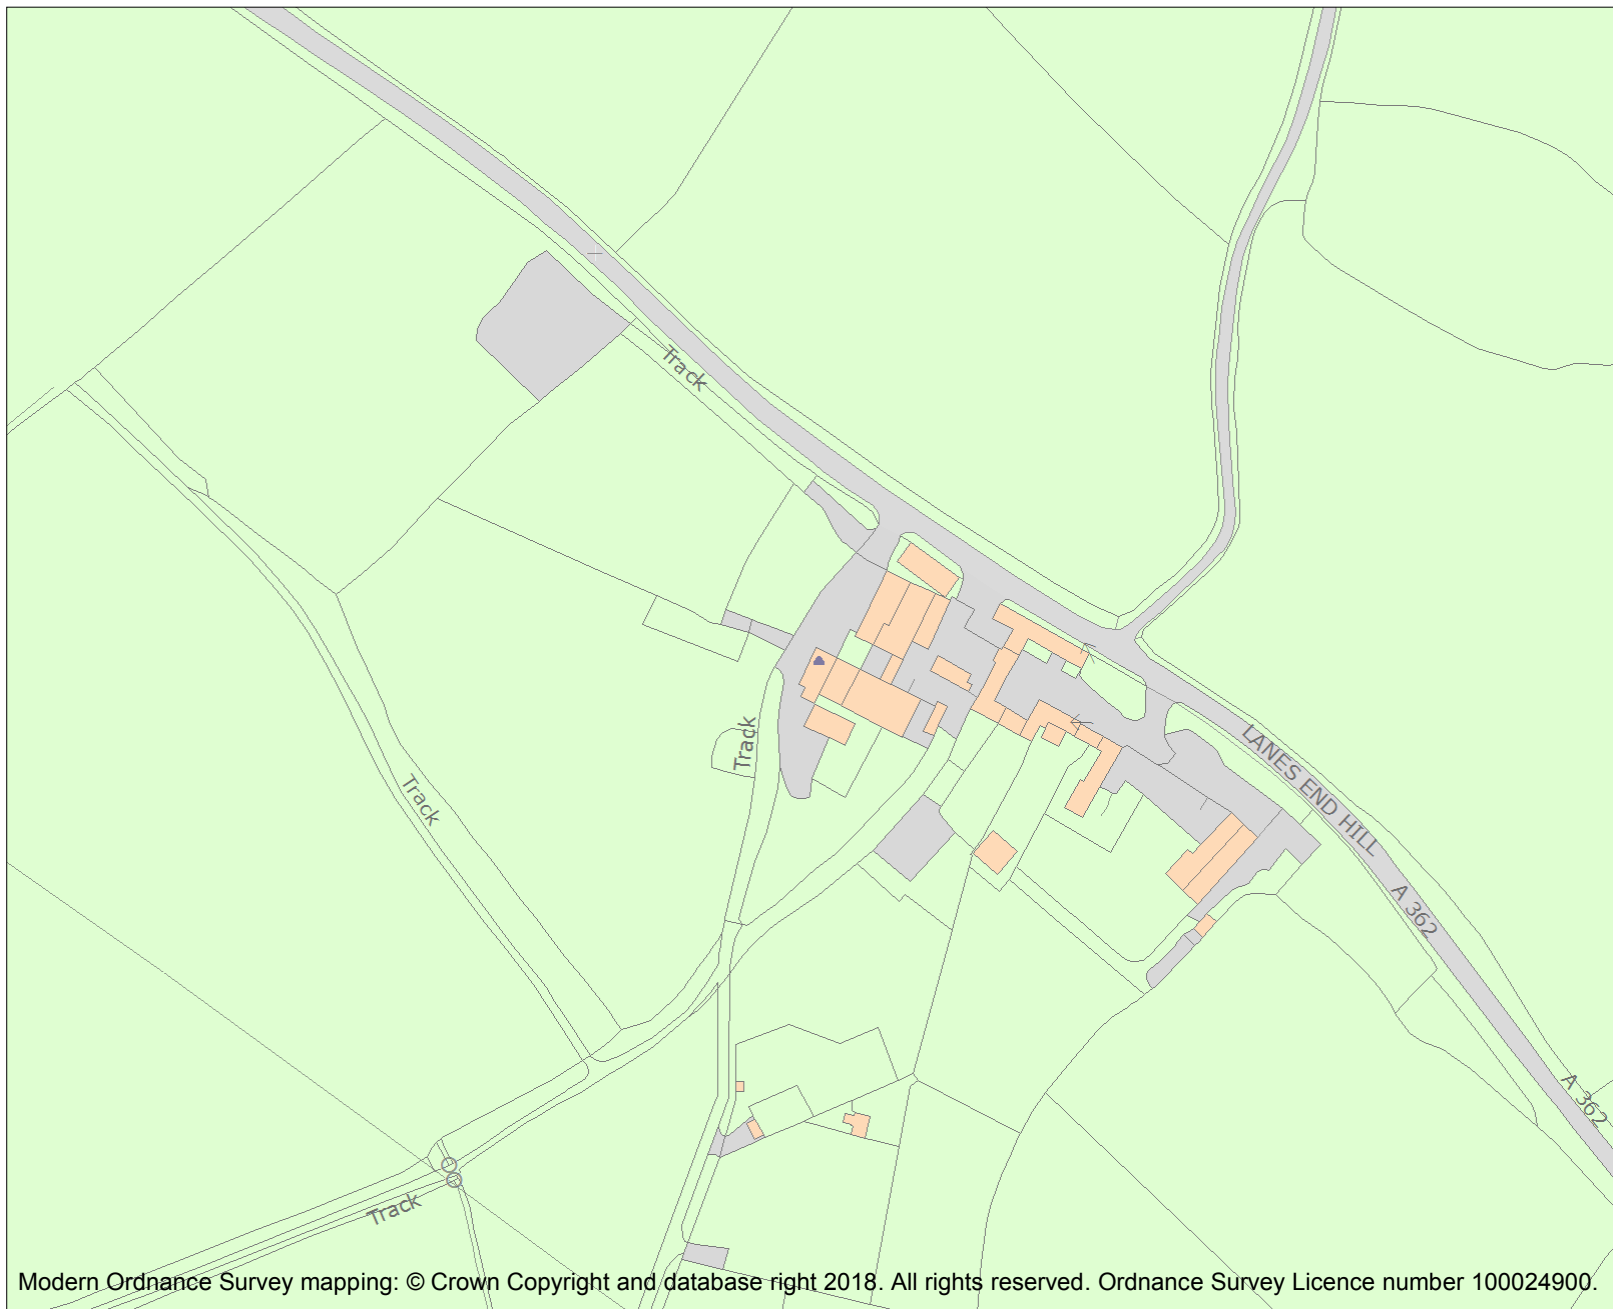 Track
LANES END HILL
Track
Track
A 362
A 362
Track
Modern Ordnance Survey mapping: © Crown Copyright and database right 2018. All rights reserved. Ordnance Survey Licence number 100024900.